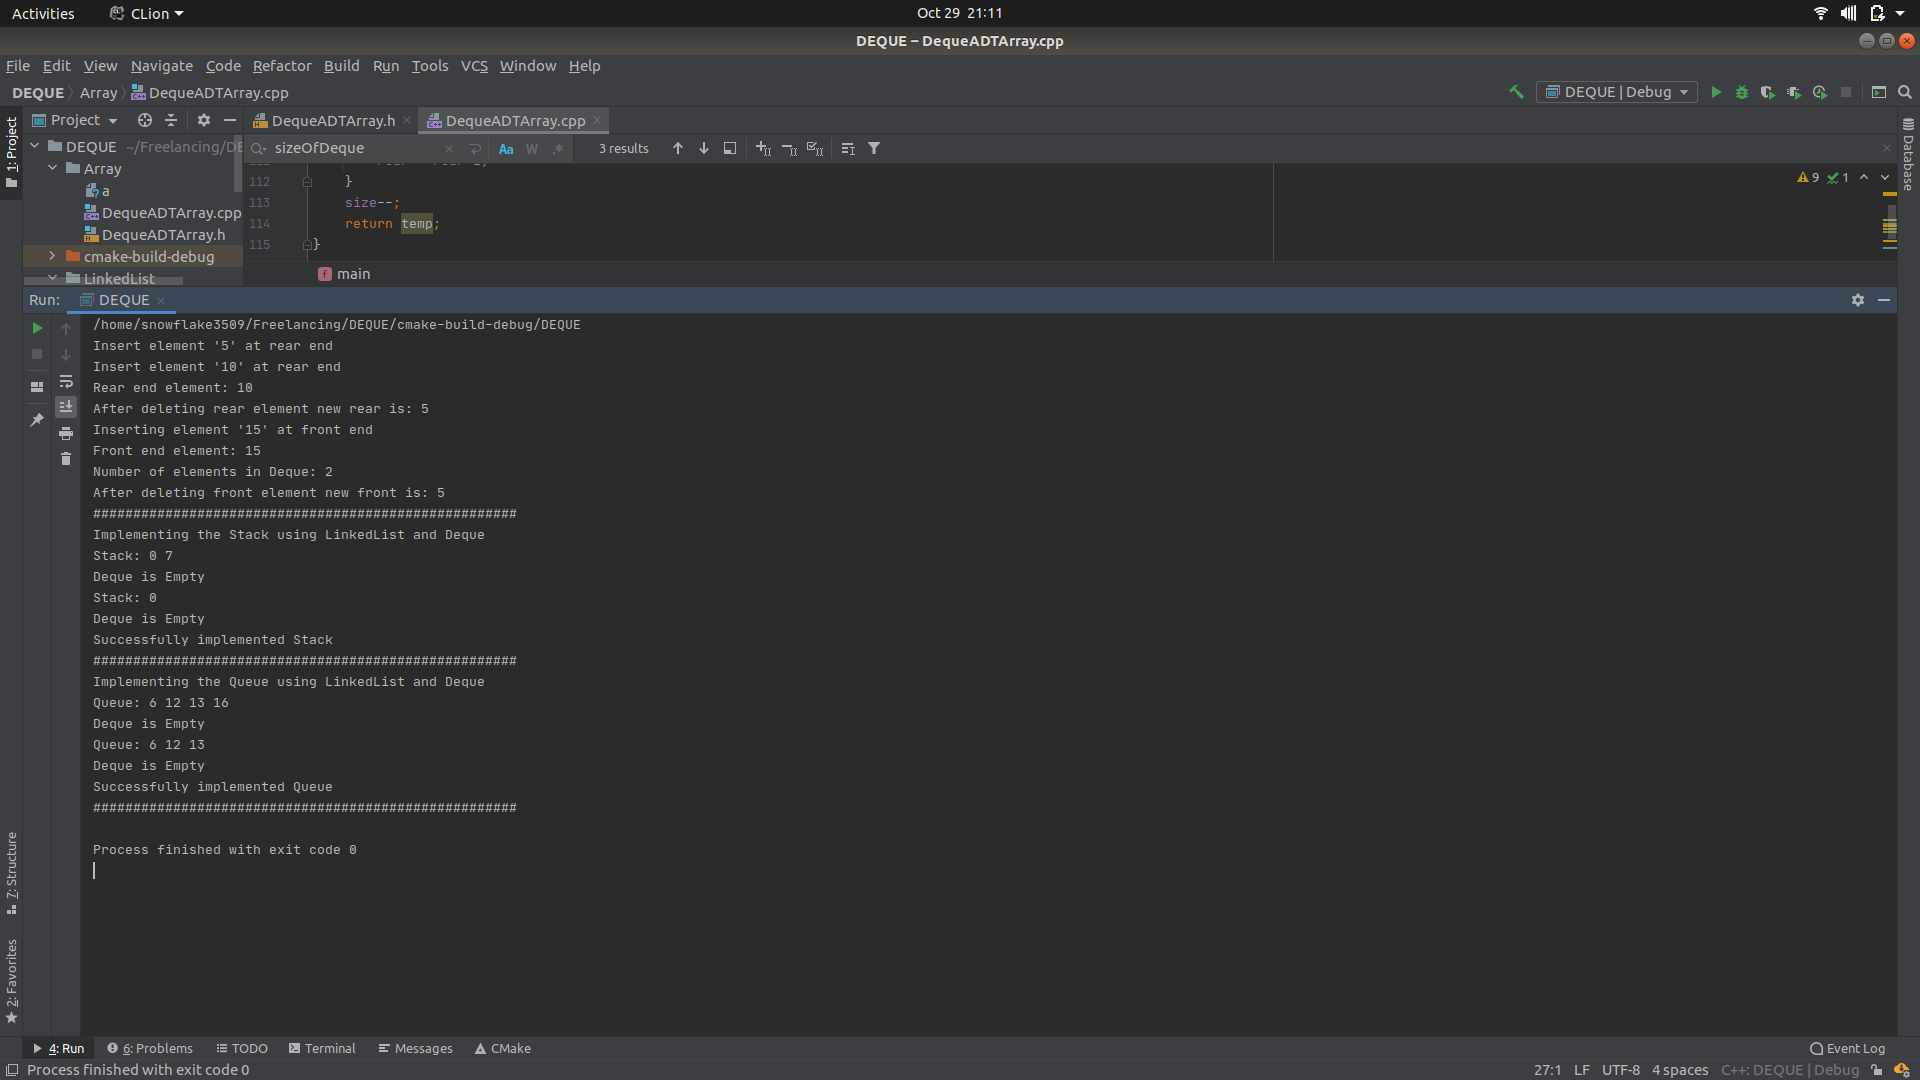 Activities CLion Oct 29 21:11
DEQUE – DequeADTArray.cpp
File Edit View Navigate Code Refactor Build Run Tools VCS Window Help
DEQUE Array DequeADTArray.cpp DEQUE | Debug
1: Project
Project
DEQUE ~/Freelancing/DE
Array
a
DequeADTArray.cpp
DequeADTArray.h
cmake-build-debug
LinkedList
DequeADTArray.h DequeADTArray.cpp
sizeOfDeque Aa W .* 3 results
112 }
113 size--;
114 return temp;
115 }
9 1
f main
Database
Run: DEQUE
/home/snowflake3509/Freelancing/DEQUE/cmake-build-debug/DEQUE
Insert element '5' at rear end
Insert element '10' at rear end
Rear end element: 10
After deleting rear element new rear is: 5
Inserting element '15' at front end
Front end element: 15
Number of elements in Deque: 2
After deleting front element new front is: 5
#####################################################
Implementing the Stack using LinkedList and Deque
Stack: 0 7
Deque is Empty
Stack: 0
Deque is Empty
Successfully implemented Stack
#####################################################
Implementing the Queue using LinkedList and Deque
Queue: 6 12 13 16
Deque is Empty
Queue: 6 12 13
Deque is Empty
Successfully implemented Queue
#####################################################
Process finished with exit code 0
7: Structure
2: Favorites
4: Run 6: Problems TODO Terminal Messages CMake Event Log
Process finished with exit code 0 27:1 LF UTF-8 4 spaces C++: DEQUE | Debug